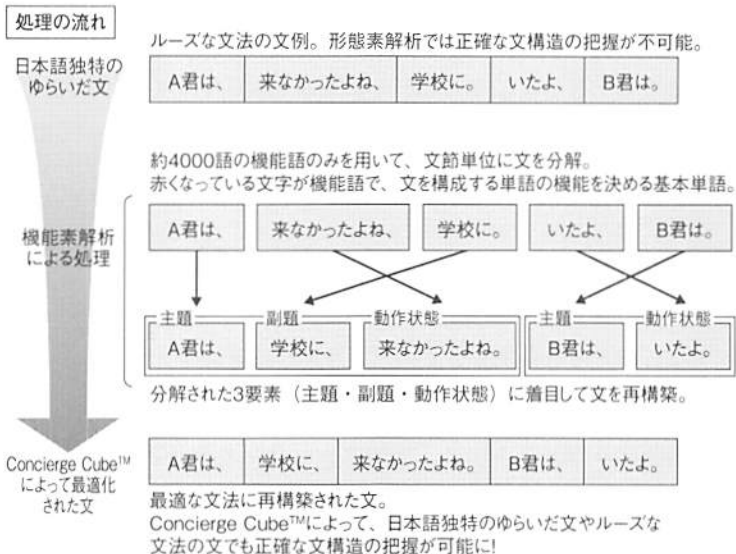 処理の流れ
ルーズな文法の文例。形態素解析では正確な文構造の把握が不可能。
日本語独特の
ゆらいだ文
A君は、 来なかったよね、 学校に。 いたよ、 B君は。
約4000語の機能語のみを用いて、文節単位に文を分解。
赤くなっている文字が機能語で、文を構成する単語の機能を決める基本単語。
機能素解析
による処理
A君は、 来なかったよね、 学校に。 いたよ、 B君は。
主題 副題 動作状態 主題 動作状態
A君は、 学校に、 来なかったよね。 B君は、 いたよ。
分解された3要素（主題・副題・動作状態）に着目して文を再構築。
Concierge Cube™
によって最適化
された文
A君は、 学校に、 来なかったよね。 B君は、 いたよ。
最適な文法に再構築された文。
Concierge Cube™によって、日本語独特のゆらいだ文やルーズな
文法の文でも正確な文構造の把握が可能に!